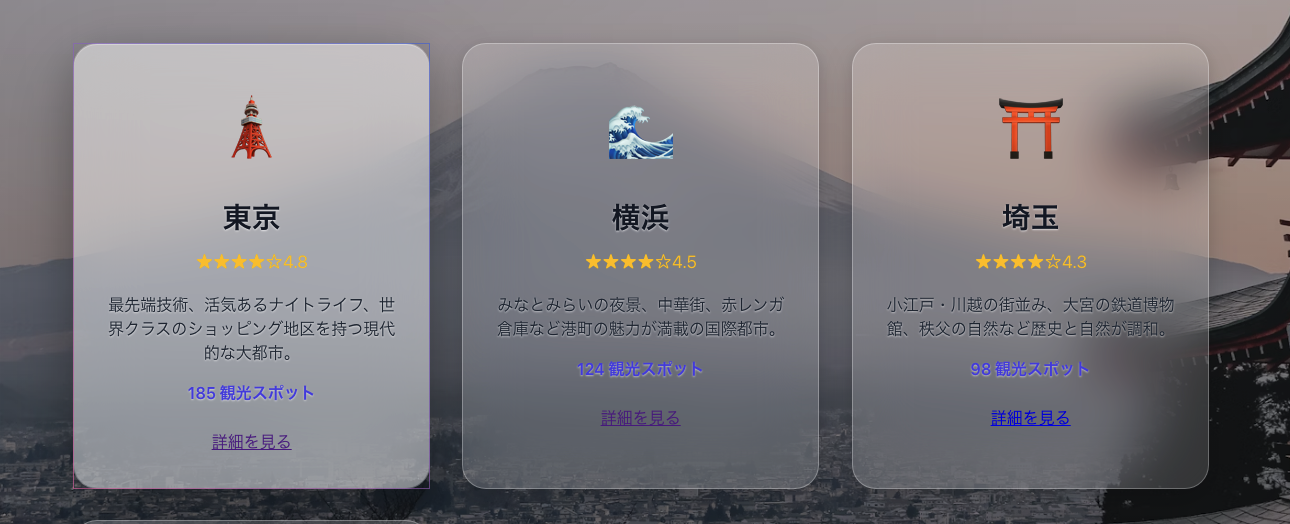 東京
★★★★☆4.8
最先端技術、活気あるナイトライフ、世
界クラスのショッピング地区を持つ現代
的な大都市。
185 観光スポット
詳細を見る
横浜
★★★★☆4.5
みなとみらいの夜景、中華街、赤レンガ
倉庫など港町の魅力が満載の国際都市。
124 観光スポット
詳細を見る
埼玉
★★★★☆4.3
小江戸・川越の街並み、大宮の鉄道博物
館、秩父の自然など歴史と自然が調和。
98 観光スポット
詳細を見る